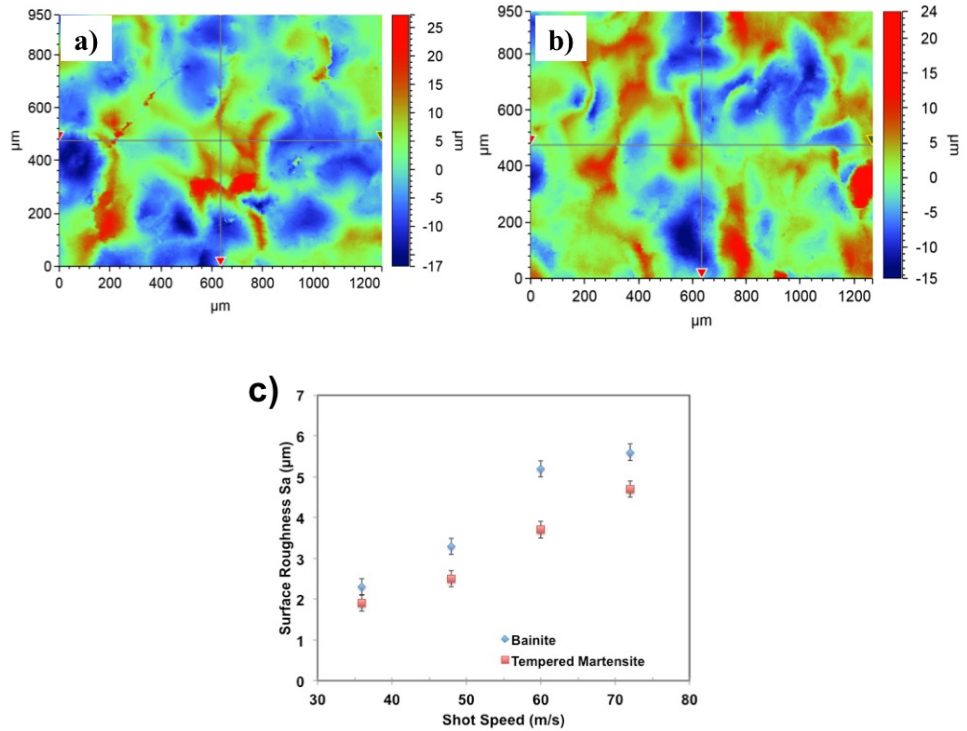 a)
950
800
600
400
200
0
µm
0 200 400 600 800 1000 1200
µm
25
20
15
10
5
0
-5
-10
-17
µm
b)
950
800
600
400
200
0
µm
0 200 400 600 800 1000 1200
µm
24
20
15
10
5
0
-5
-10
-15
µm
c)
7
6
5
4
3
2
1
0
Surface Roughness Sa (µm)
Bainite
Tempered Martensite
30 40 50 60 70 80
Shot Speed (m/s)